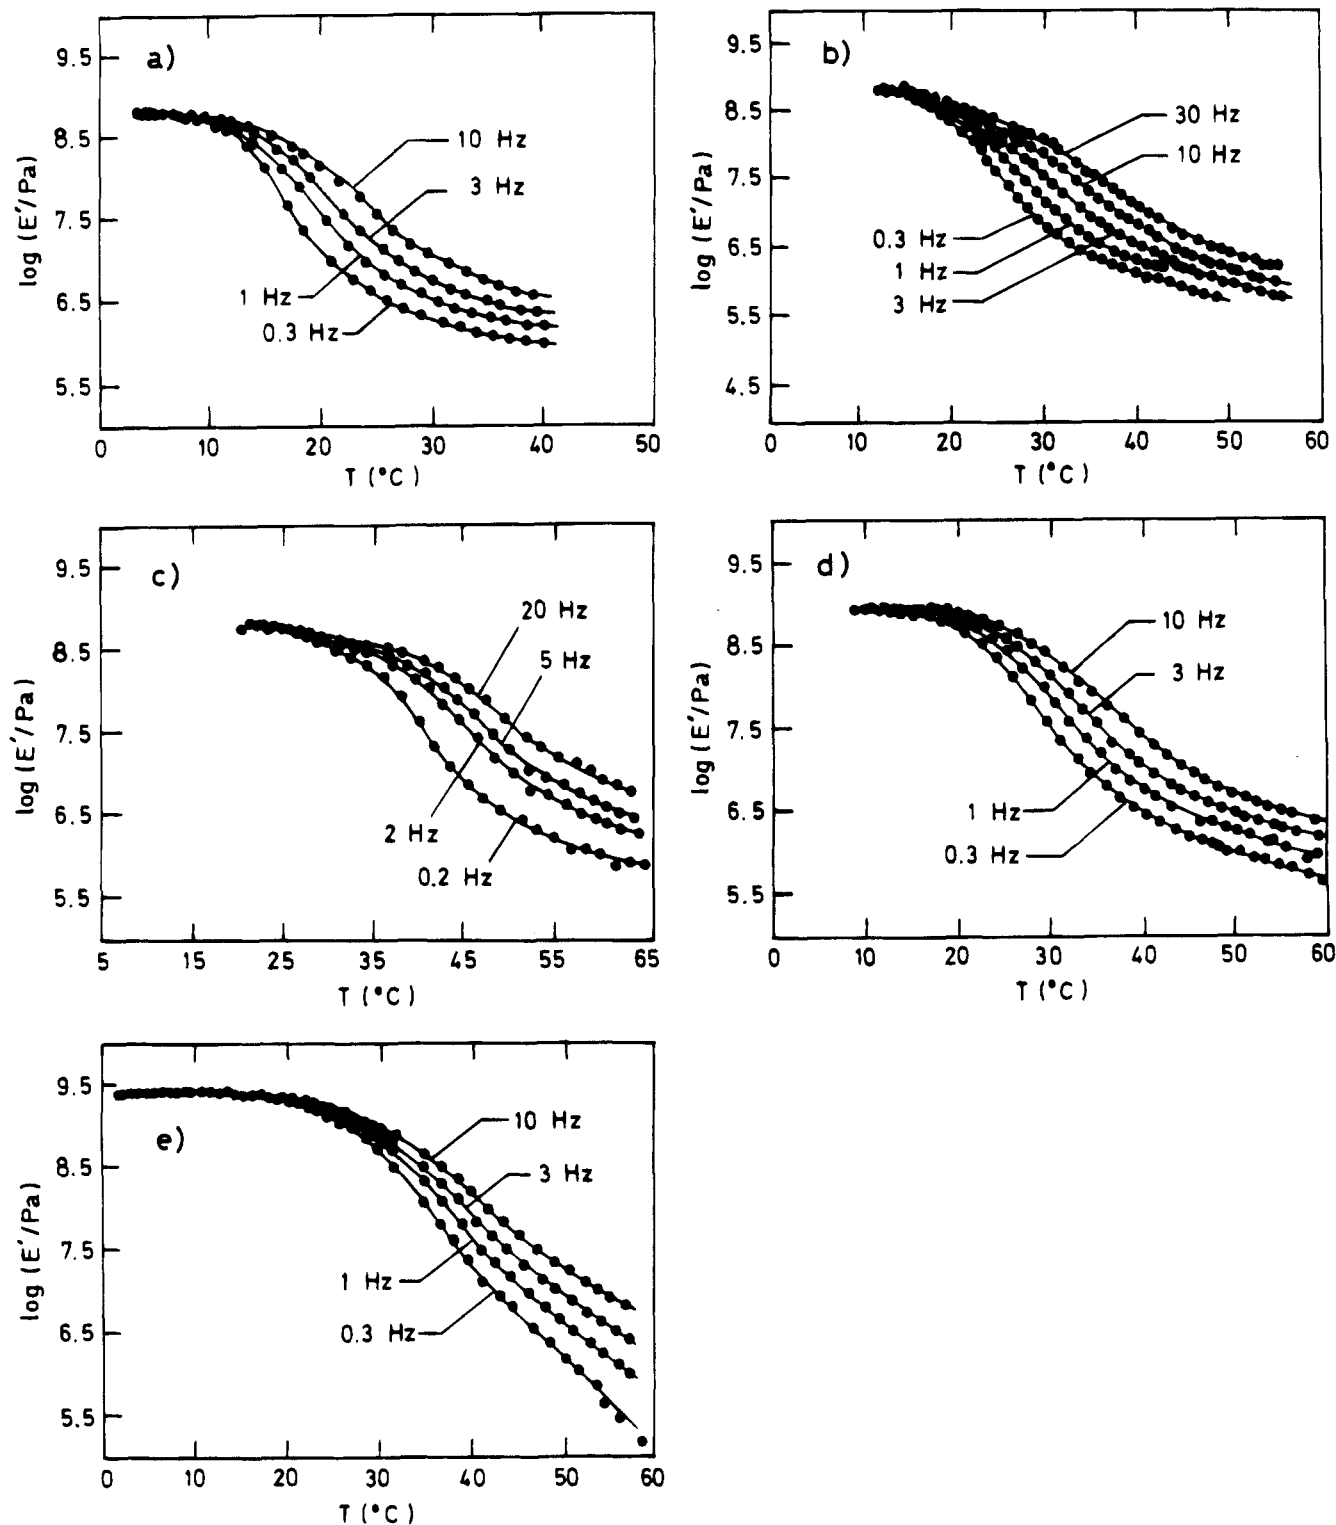 a)
9.5
8.5
7.5
6.5
5.5
log (E′/Pa)
10 Hz
3 Hz
1 Hz
0.3 Hz
0 10 20 30 40 50
T (°C)
b)
9.5
8.5
7.5
6.5
5.5
4.5
log (E′/Pa)
30 Hz
10 Hz
0.3 Hz
1 Hz
3 Hz
0 10 20 30 40 50 60
T (°C)
c)
9.5
8.5
7.5
6.5
5.5
log (E′/Pa)
20 Hz
5 Hz
2 Hz
0.2 Hz
5 15 25 35 45 55 65
T (°C)
d)
9.5
8.5
7.5
6.5
5.5
log (E′/Pa)
10 Hz
3 Hz
1 Hz
0.3 Hz
0 10 20 30 40 50 60
T (°C)
e)
9.5
8.5
7.5
6.5
5.5
log (E′/Pa)
10 Hz
3 Hz
1 Hz
0.3 Hz
0 10 20 30 40 50 60
T (°C)